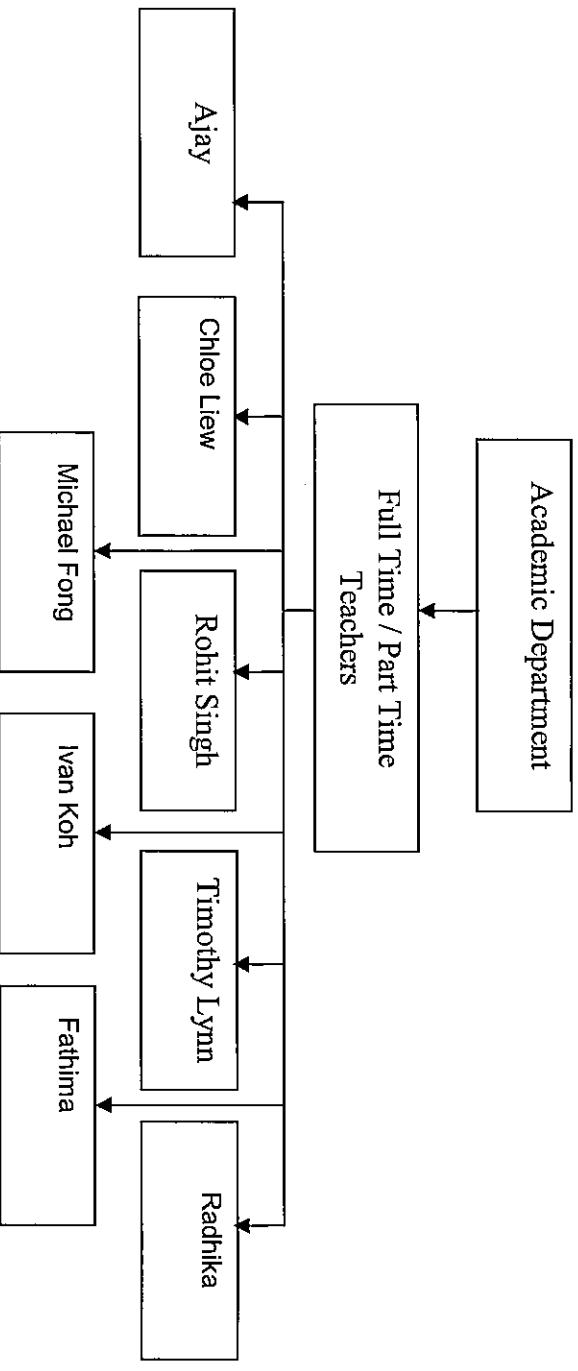 Academic Department
Full Time / Part Time
Teachers
Ajay
Chloe Liew
Rohit Singh
Timothy Lynn
Radhika
Michael Fong
Ivan Koh
Fathima